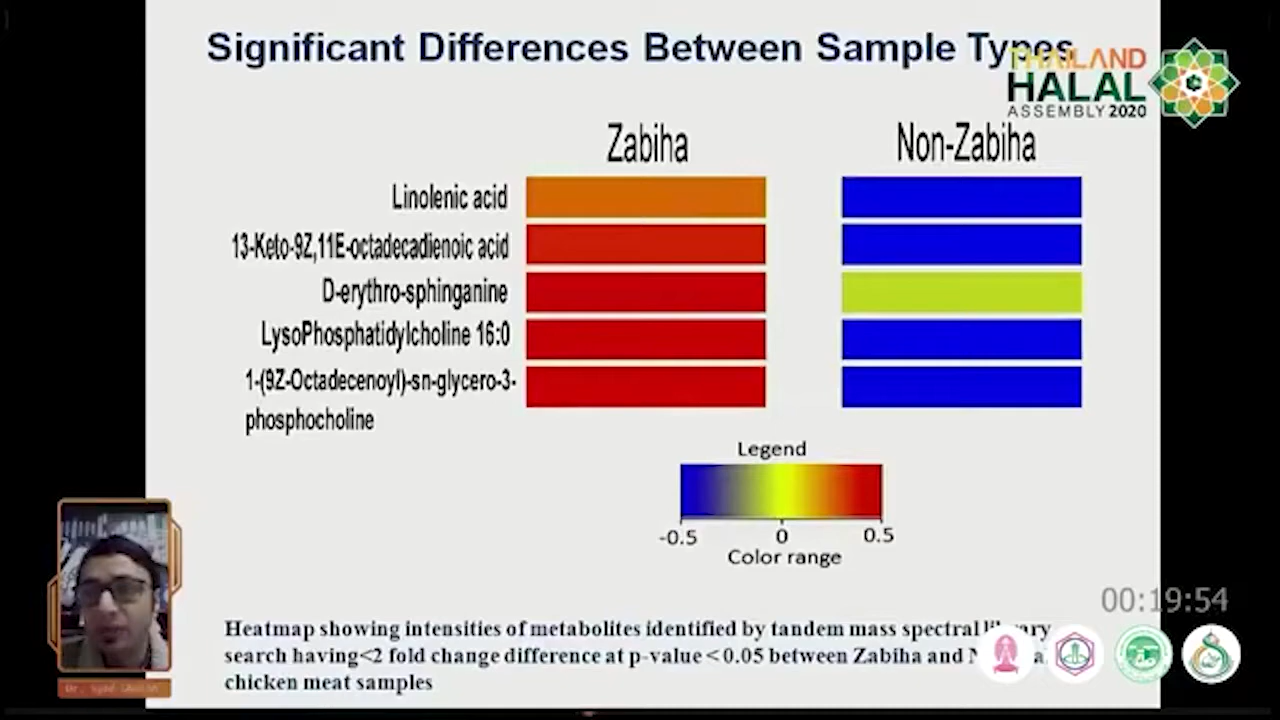 Significant Differences Between Sample Types
THAILAND
HALAL
ASSEMBLY 2020
Zabiha
Non-Zabiha
Linolenic acid
13-Keto-9Z,11E-octadecadienoic acid
D-erythro-sphinganine
LysoPhosphatidylcholine 16:0
1-(9Z-Octadecenoyl)-sn-glycero-3-
phosphocholine
Legend
-0.5
0
0.5
Color range
00:19:54
Heatmap showing intensities of metabolites identified by tandem mass spectral library
search having<2 fold change difference at p-value<0.05 between Zabiha and
chicken meat samples
Dr.